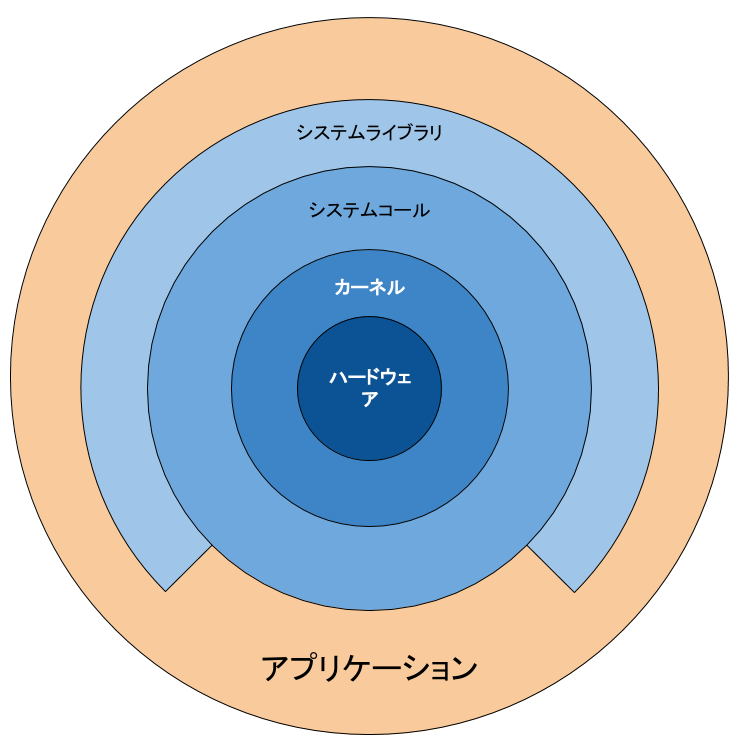 システムライブラリ
システムコール
カーネル
ハードウェ
ア
アプリケーション